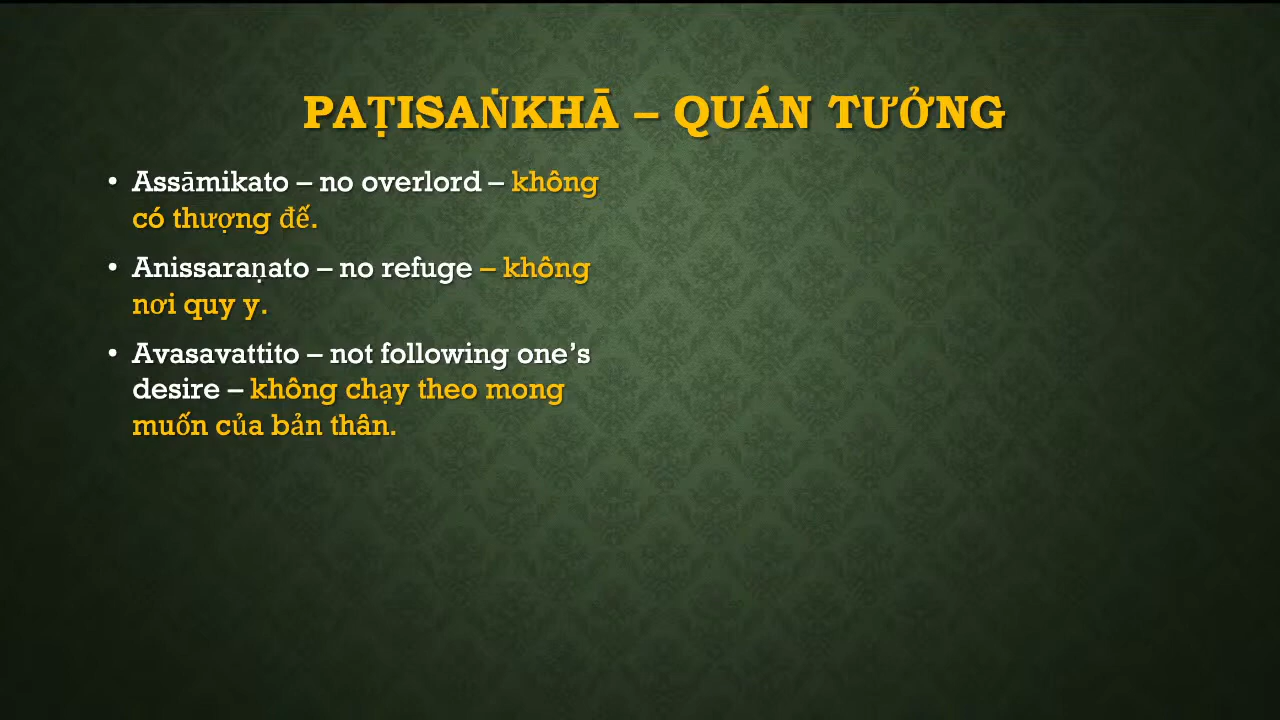 PAṬISAṄKHĀ – QUÁN TƯỞNG
• Assāmikato – no overlord – không
có thượng đế.
• Anissaraṇato – no refuge – không
nơi quy y.
• Avasavattito – not following one’s
desire – không chạy theo mong
muốn của bản thân.